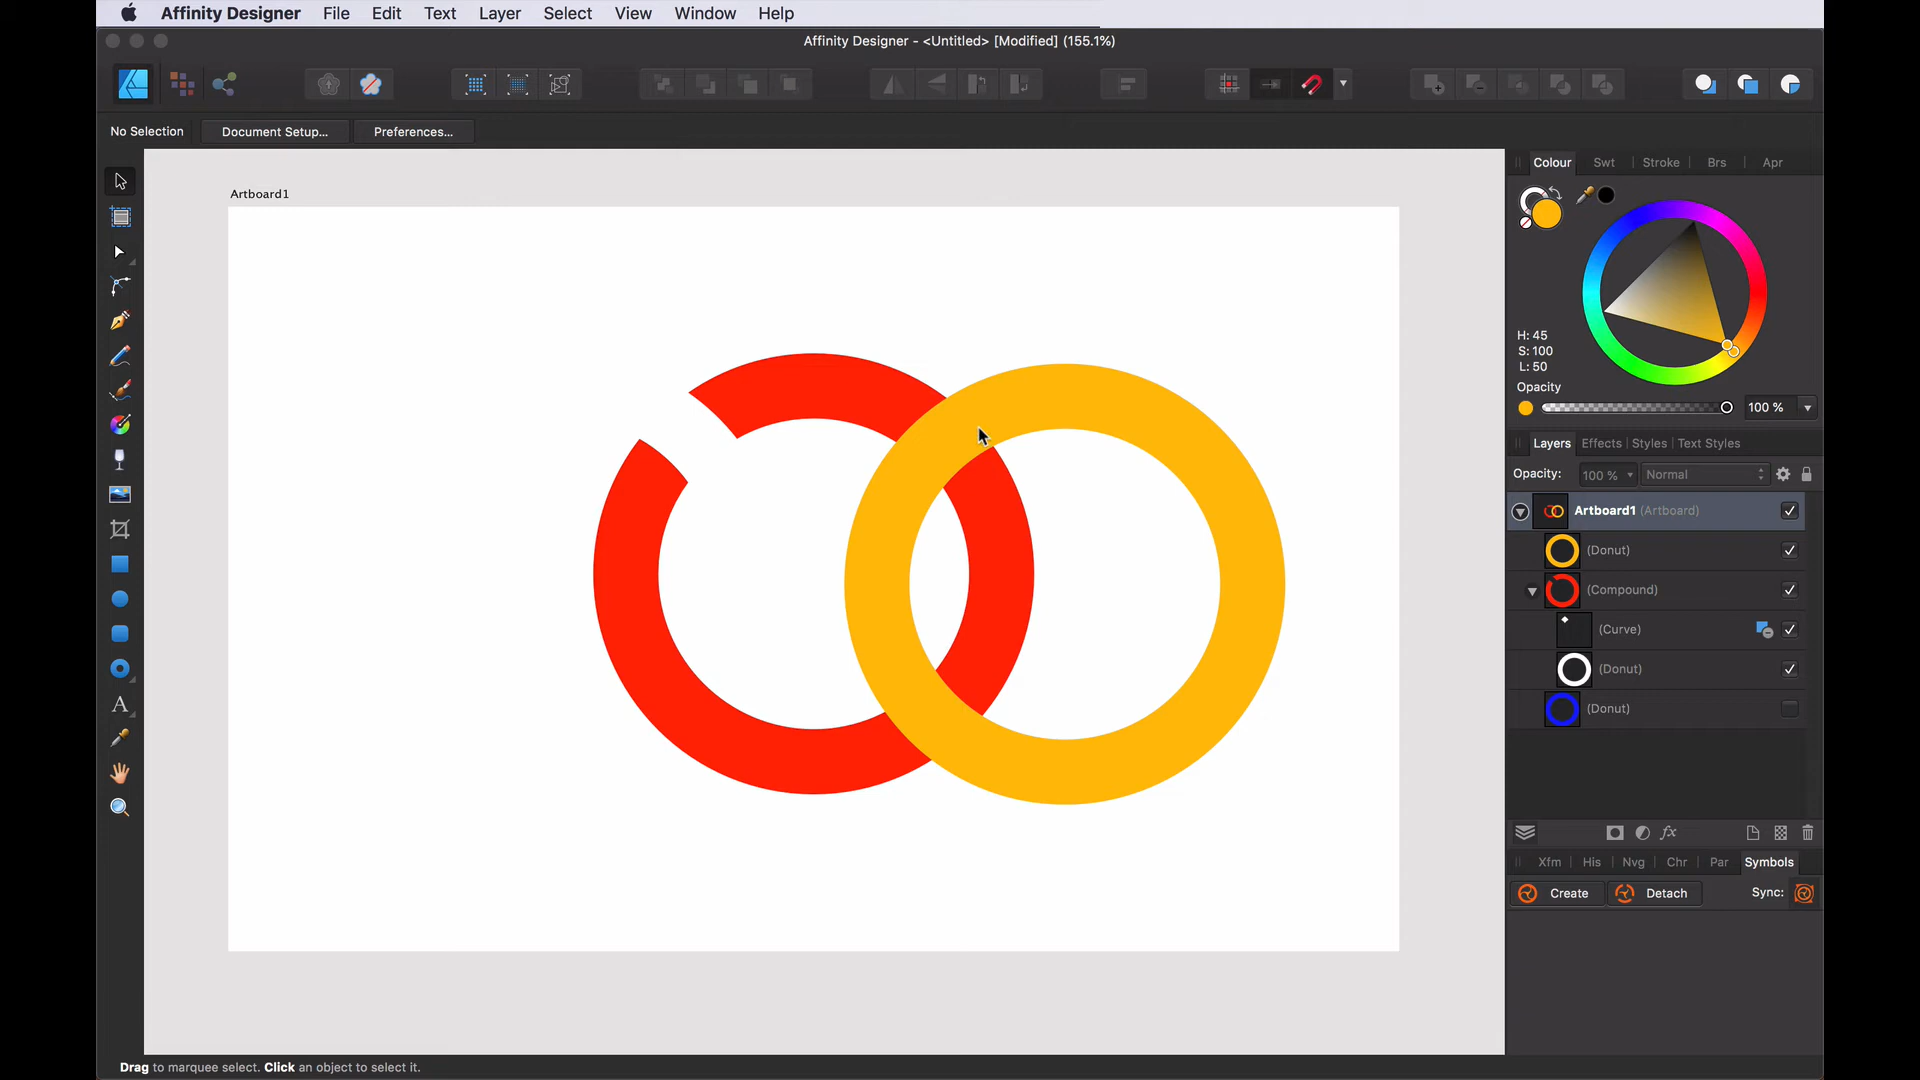 Affinity Designer File Edit Text Layer Select View Window Help
Affinity Designer - <Untitled> [Modified] (155.1%)
No Selection Document Setup... Preferences...
Artboard1
Colour Swt Stroke Brs Apr
H: 45
S: 100
L: 50
Opacity
100 %
Layers Effects Styles Text Styles
Opacity: 100 % Normal
Artboard1 (Artboard)
(Donut)
(Compound)
(Curve)
(Donut)
(Donut)
fx
Xfm His Nvg Chr Par Symbols
Create Detach Sync:
Drag to marquee select. Click an object to select it.